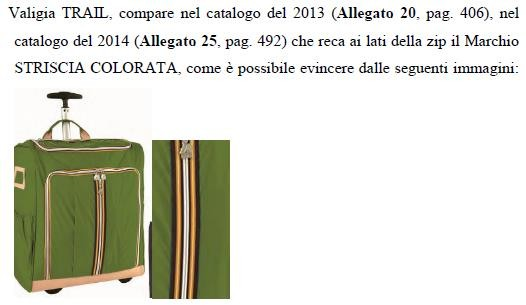 Valigia TRAIL, compare nel catalogo del 2013 (Allegato 20, pag. 406), nel
catalogo del 2014 (Allegato 25, pag. 492) che reca ai lati della zip il Marchio
STRISCIA COLORATA, come è possibile evincere dalle seguenti immagini: